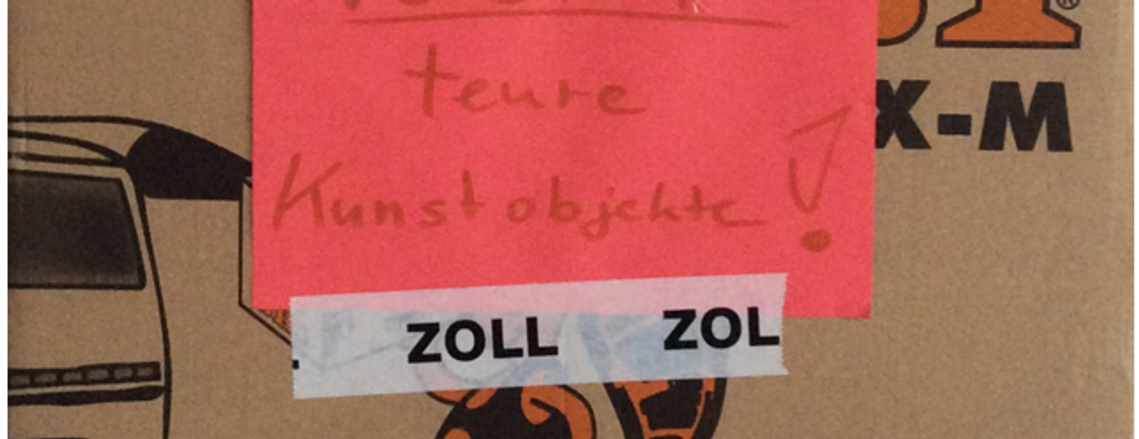 teure
X-M
Kunstobjekte!
ZOLL ZOL